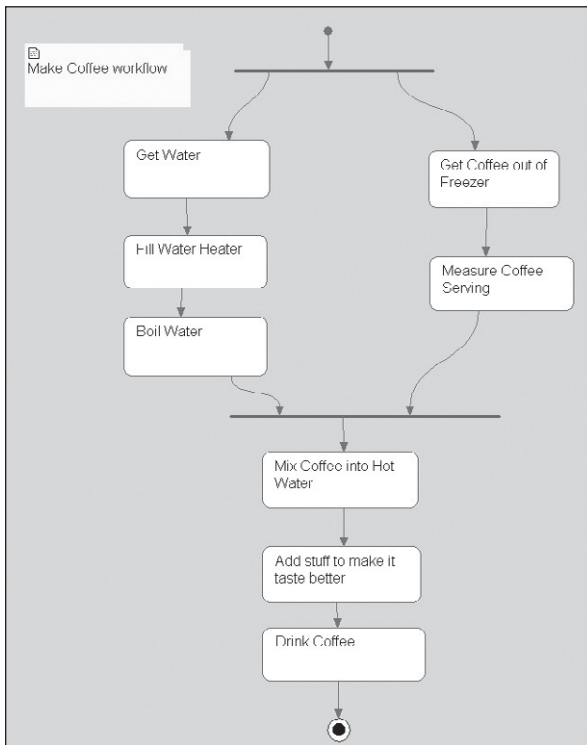 Make Coffee workflow
Get Water
Get Coffee out of
Freezer
Fill Water Heater
Measure Coffee
Serving
Boil Water
Mix Coffee into Hot
Water
Add stuff to make it
taste better
Drink Coffee